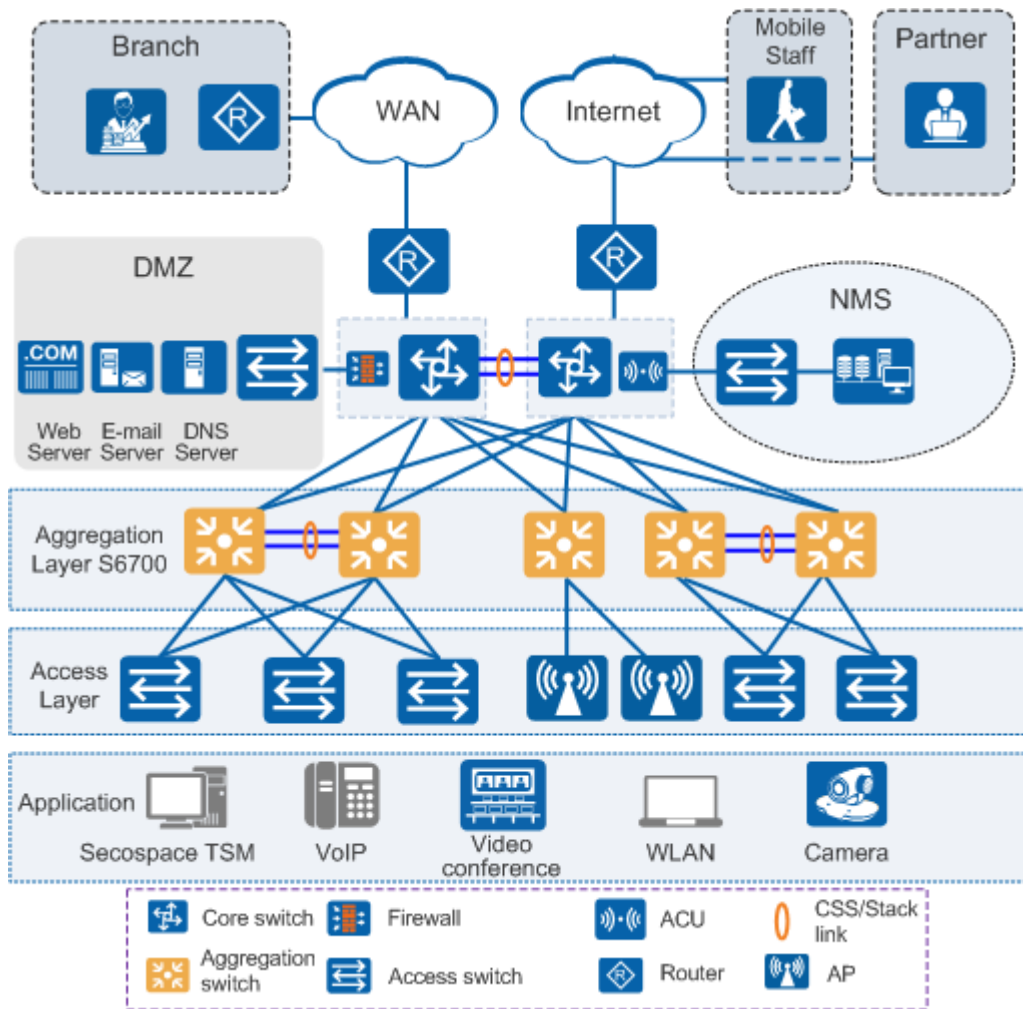 Branch
WAN
Internet
Mobile
Staff
Partner
R
R
R
DMZ
NMS
.COM
Web
Server
E-mail
Server
DNS
Server
Aggregation
Layer S6700
Access
Layer
Application
Secospace TSM
VoIP
Video
conference
WLAN
Camera
Core switch
Firewall
ACU
CSS/Stack
link
Aggregation
switch
Access switch
R
Router
AP